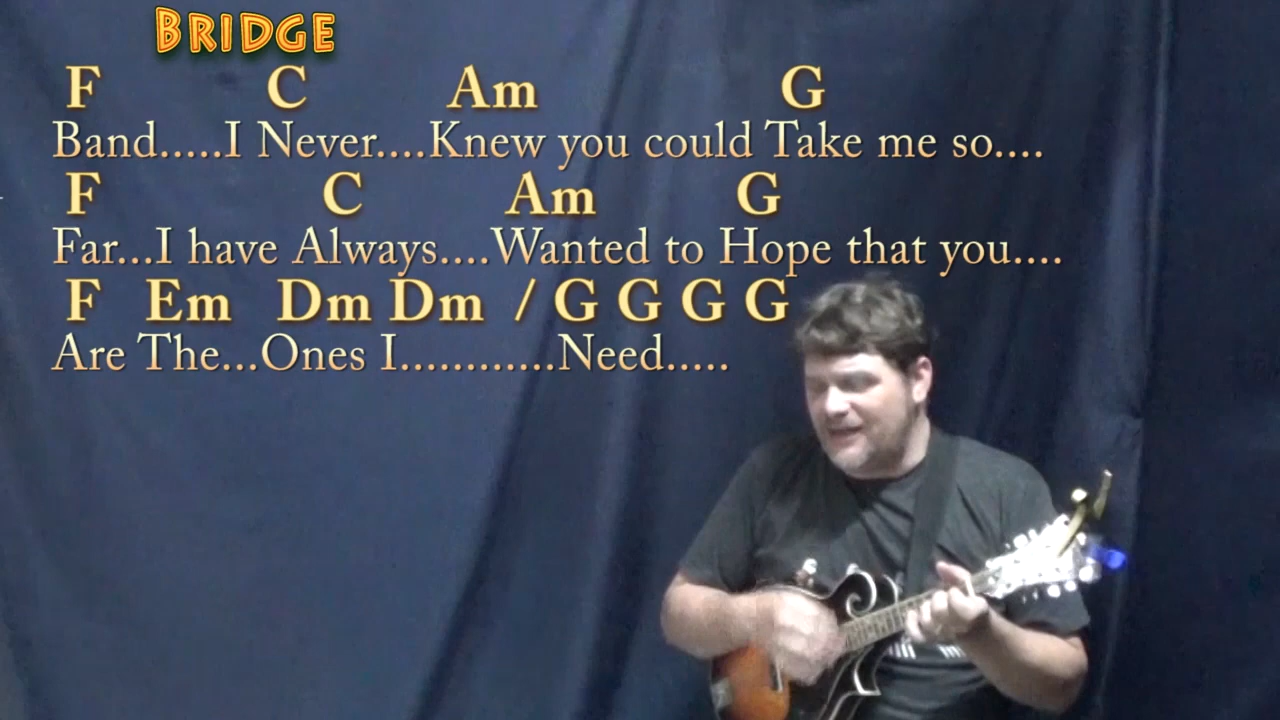 BRIDGE
F C Am G
Band.....I Never....Knew you could Take me so....
F C Am G
Far...I have Always....Wanted to Hope that you....
F Em Dm Dm / G G G G
Are The...Ones I............Need.....